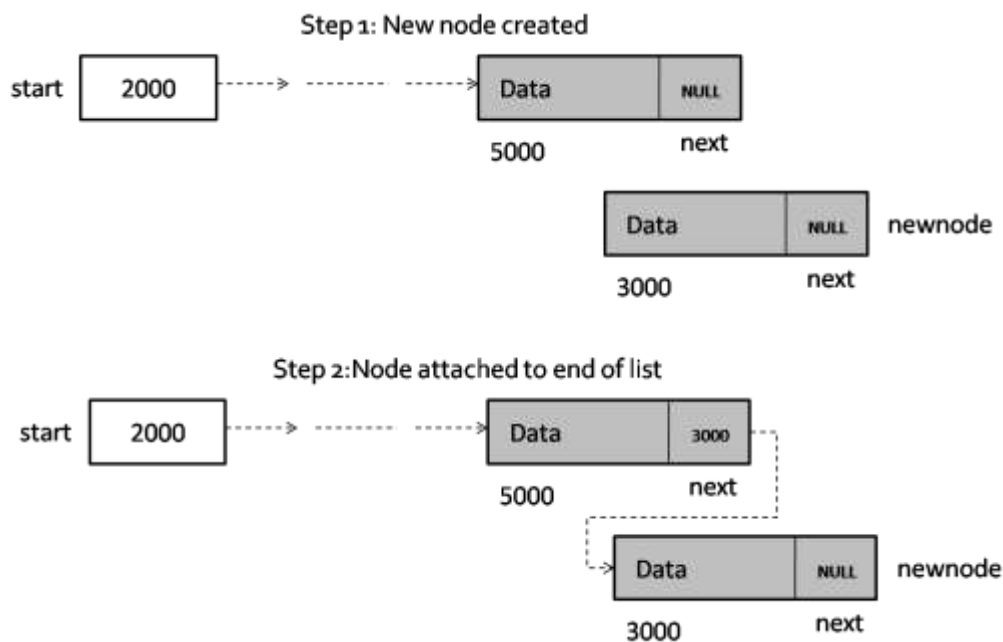 Step 1: New node created
start 2000 Data NULL
5000 next
Data NULL newnode
3000 next
Step 2:Node attached to end of list
start 2000 Data 3000
5000 next
Data NULL newnode
3000 next